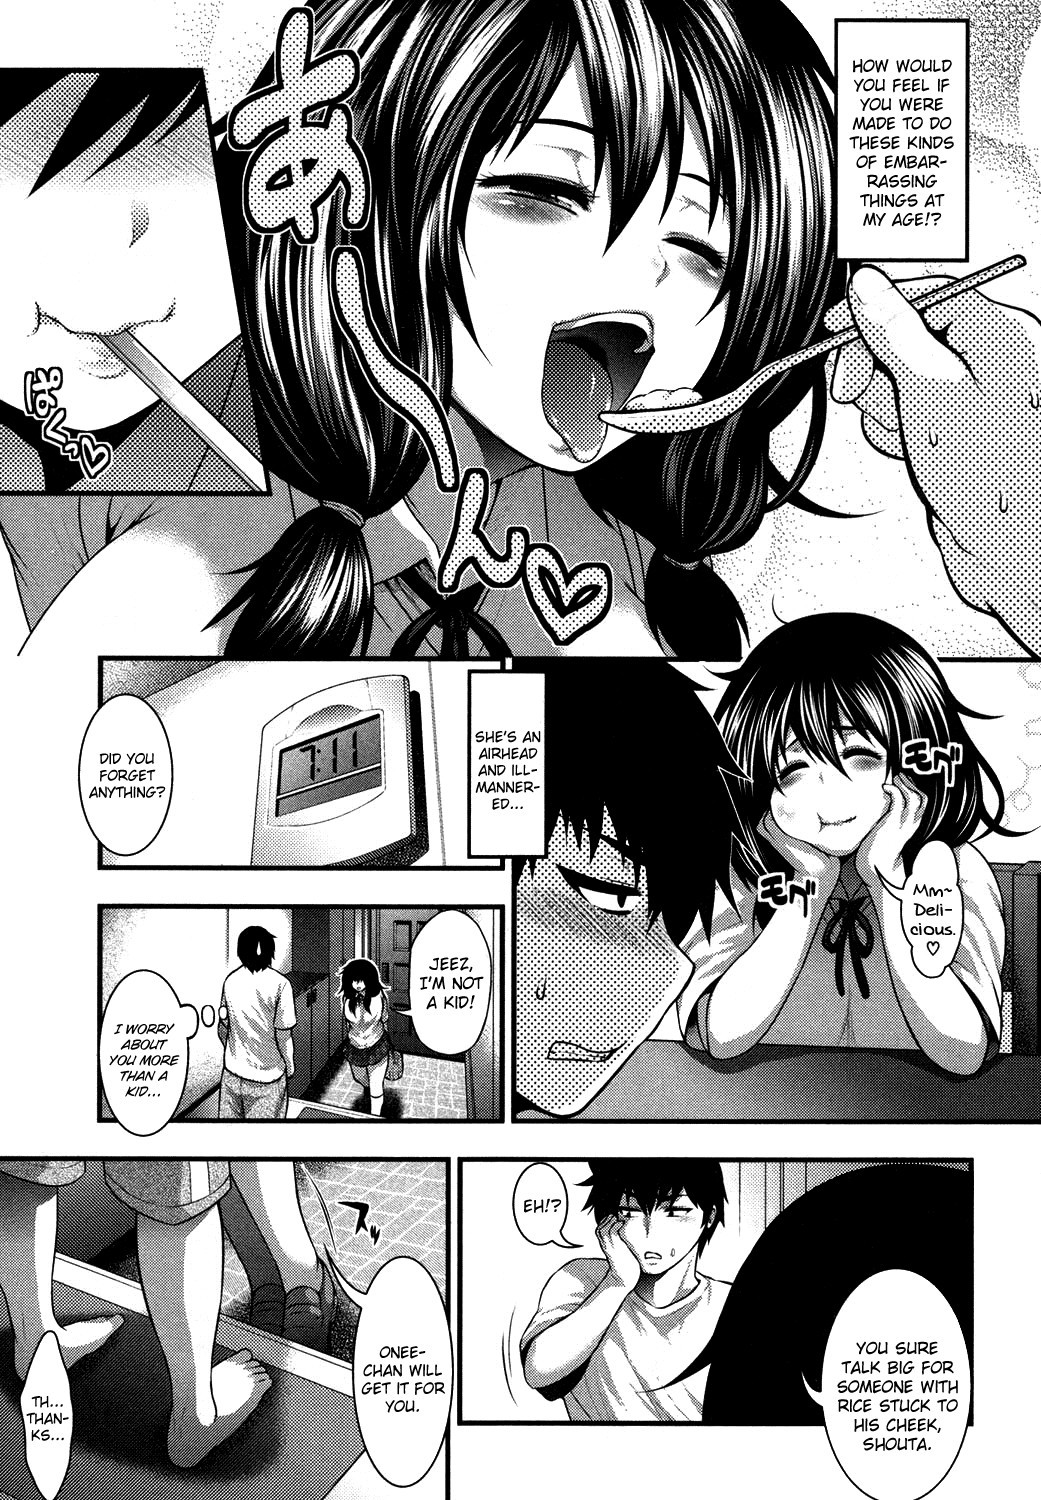 HOW WOULD
YOU FEEL IF
YOU WERE
MADE TO DO
THESE KINDS
OF EMBAR-
RASSING
THINGS AT
MY AGE!?
あーーん♡
ぱくっ♡
SHE'S AN
AIRHEAD
AND ILL-
MANNER-
ED...
モグ
モグ
Mm~
Deli-
cious.
♡
7:11
DID YOU
FORGET
ANYTHING?
JEEZ,
I'M NOT
A KID!
I WORRY
ABOUT
YOU MORE
THAN A
KID...
YOU SURE
TALK BIG FOR
SOMEONE WITH
RICE STUCK TO
HIS CHEEK,
SHOUTA.
EH!?
スッ
ONEE-
CHAN WILL
GET IT FOR
YOU.
TH...
THAN-
KS...